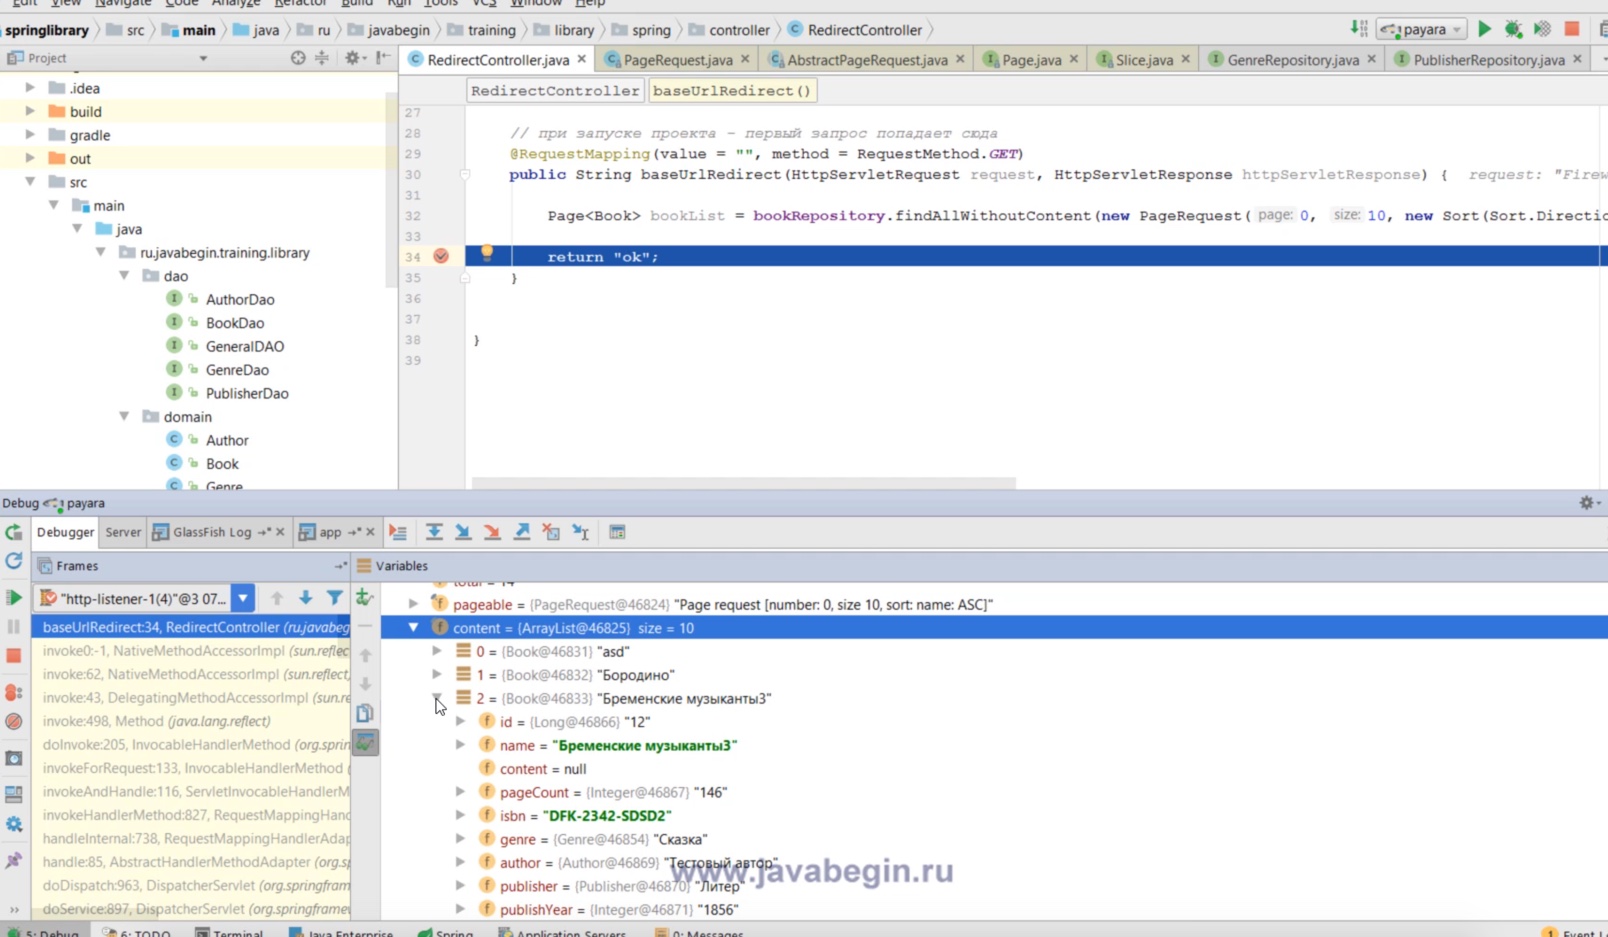 Edit View Navigate Code Analyze Refactor Build Run Tools VCS Window Help
springlibrary src main java ru javabegin training library spring controller RedirectController payara
Project
RedirectController.java PageRequest.java AbstractPageRequest.java Page.java Slice.java GenreRepository.java PublisherRepository.java
RedirectController baseUrlRedirect()
.idea
build
gradle
out
src
main
java
ru.javabegin.training.library
dao
AuthorDao
BookDao
GeneralDAO
GenreDao
PublisherDao
domain
Author
Book
Genre
27
28 // при запуске проекта - первый запрос попадает сюда
29 @RequestMapping(value = "", method = RequestMethod.GET)
30 public String baseUrlRedirect(HttpServletRequest request, HttpServletResponse httpServletResponse) { request: "Firew
31
32 Page<Book> bookList = bookRepository.findAllWithoutContent(new PageRequest( page: 0, size: 10, new Sort(Sort.Directio
33
34 return "ok";
35 }
36
37
38 }
39
Debug payara
Debugger Server GlassFish Log app
Frames
"http-listener-1(4)"@3 07...
baseUrlRedirect:34, RedirectController (ru.javabeg
invoke0:-1, NativeMethodAccessorImpl (sun.reflec
invoke:62, NativeMethodAccessorImpl (sun.reflect
invoke:43, DelegatingMethodAccessorImpl (sun.re
invoke:498, Method (java.lang.reflect)
doInvoke:205, InvocableHandlerMethod (org.sprin
invokeForRequest:133, InvocableHandlerMethod (
invokeAndHandle:116, ServletInvocableHandlerM
invokeHandlerMethod:827, RequestMappingHand
handleInternal:738, RequestMappingHandlerAdap
handle:85, AbstractHandlerMethodAdapter (org.sp
doDispatch:963, DispatcherServlet (org.springfram
doService:897, DispatcherServlet (org.springframew
Variables
total = 14
pageable = {PageRequest@46824} "Page request [number: 0, size 10, sort: name: ASC]"
content = {ArrayList@46825} size = 10
0 = {Book@46831} "asd"
1 = {Book@46832} "Бородино"
2 = {Book@46833} "Бременские музыканты3"
id = {Long@46866} "12"
name = "Бременские музыканты3"
content = null
pageCount = {Integer@46867} "146"
isbn = "DFK-2342-SDSD2"
genre = {Genre@46854} "Сказка"
author = {Author@46869} "Тестовый автор"
publisher = {Publisher@46870} "Литер"
publishYear = {Integer@46871} "1856"
www.javabegin.ru
5: Debug 6: TODO Terminal Java Enterprise Spring Application Servers 0: Messages 1 Event Lo